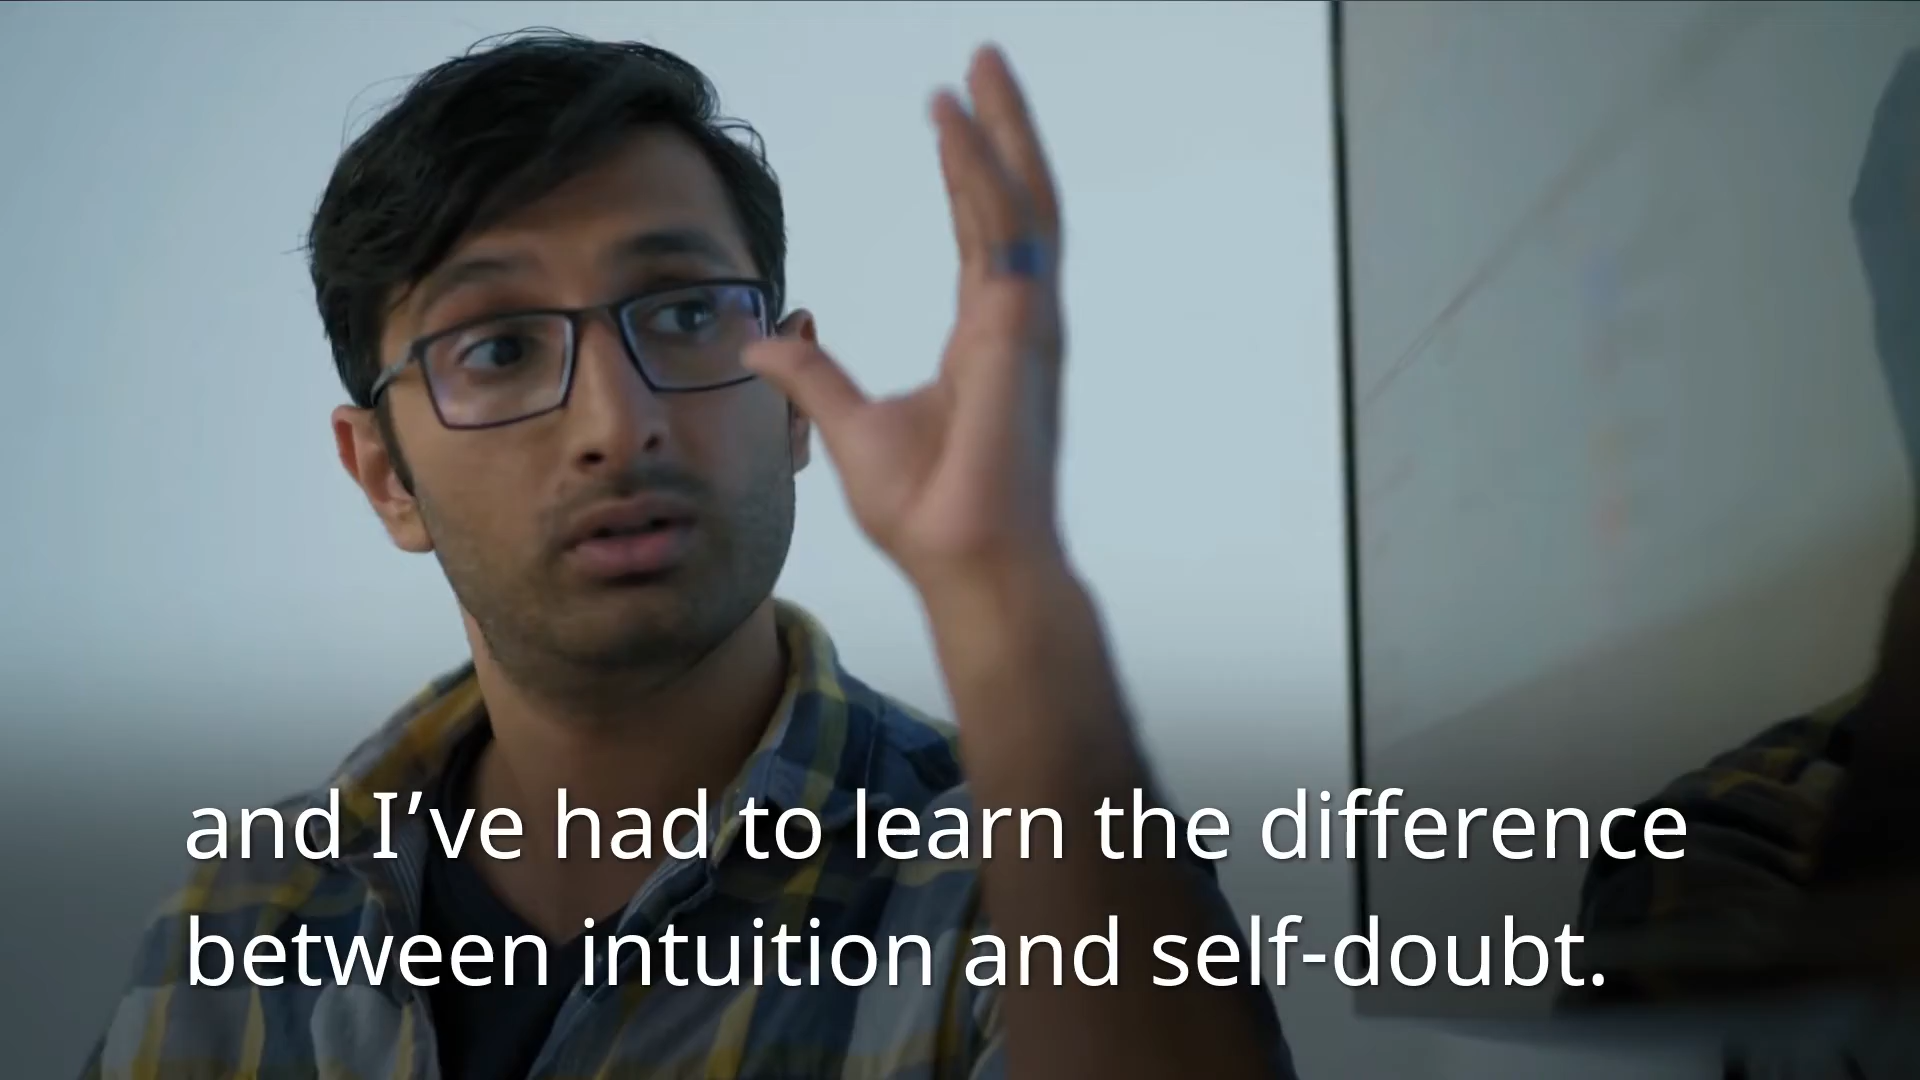 and I’ve had to learn the difference
between intuition and self-doubt.